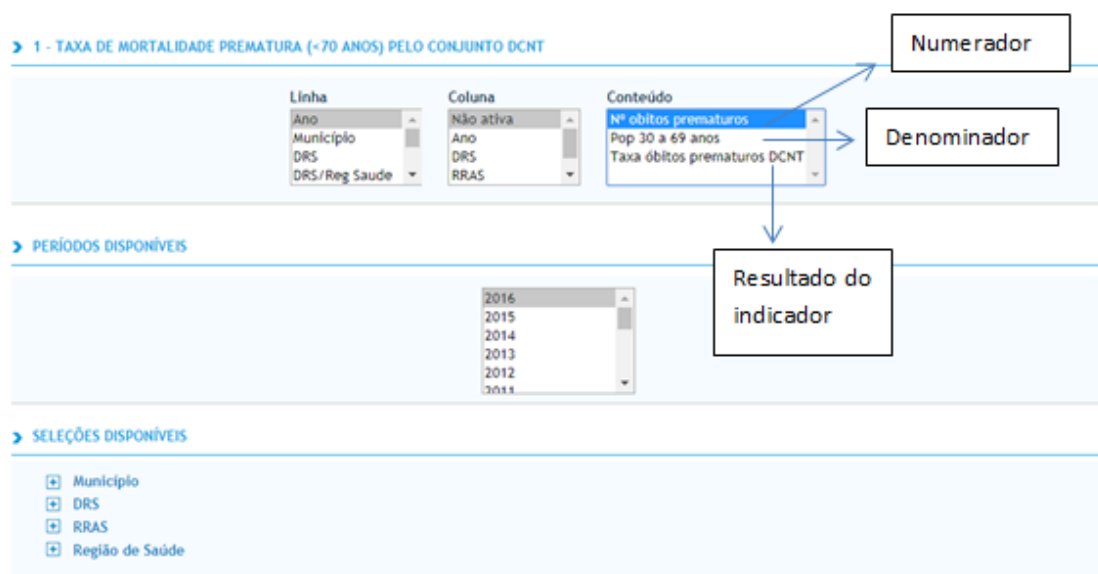 1 - TAXA DE MORTALIDADE PREMATURA (<70 ANOS) PELO CONJUNTO DCNT
Numerador
Linha
Ano
Município
DRS
DRS/Reg Saude
Coluna
Não ativa
Ano
DRS
RRAS
Conteúdo
Nº obitos prematuros
Pop 30 a 69 anos
Taxa óbitos prematuros DCNT
Denominador
Resultado do
indicador
PERÍODOS DISPONÍVEIS
2016
2015
2014
2013
2012
2011
SELEÇÕES DISPONÍVEIS
Município
DRS
RRAS
Região de Saúde